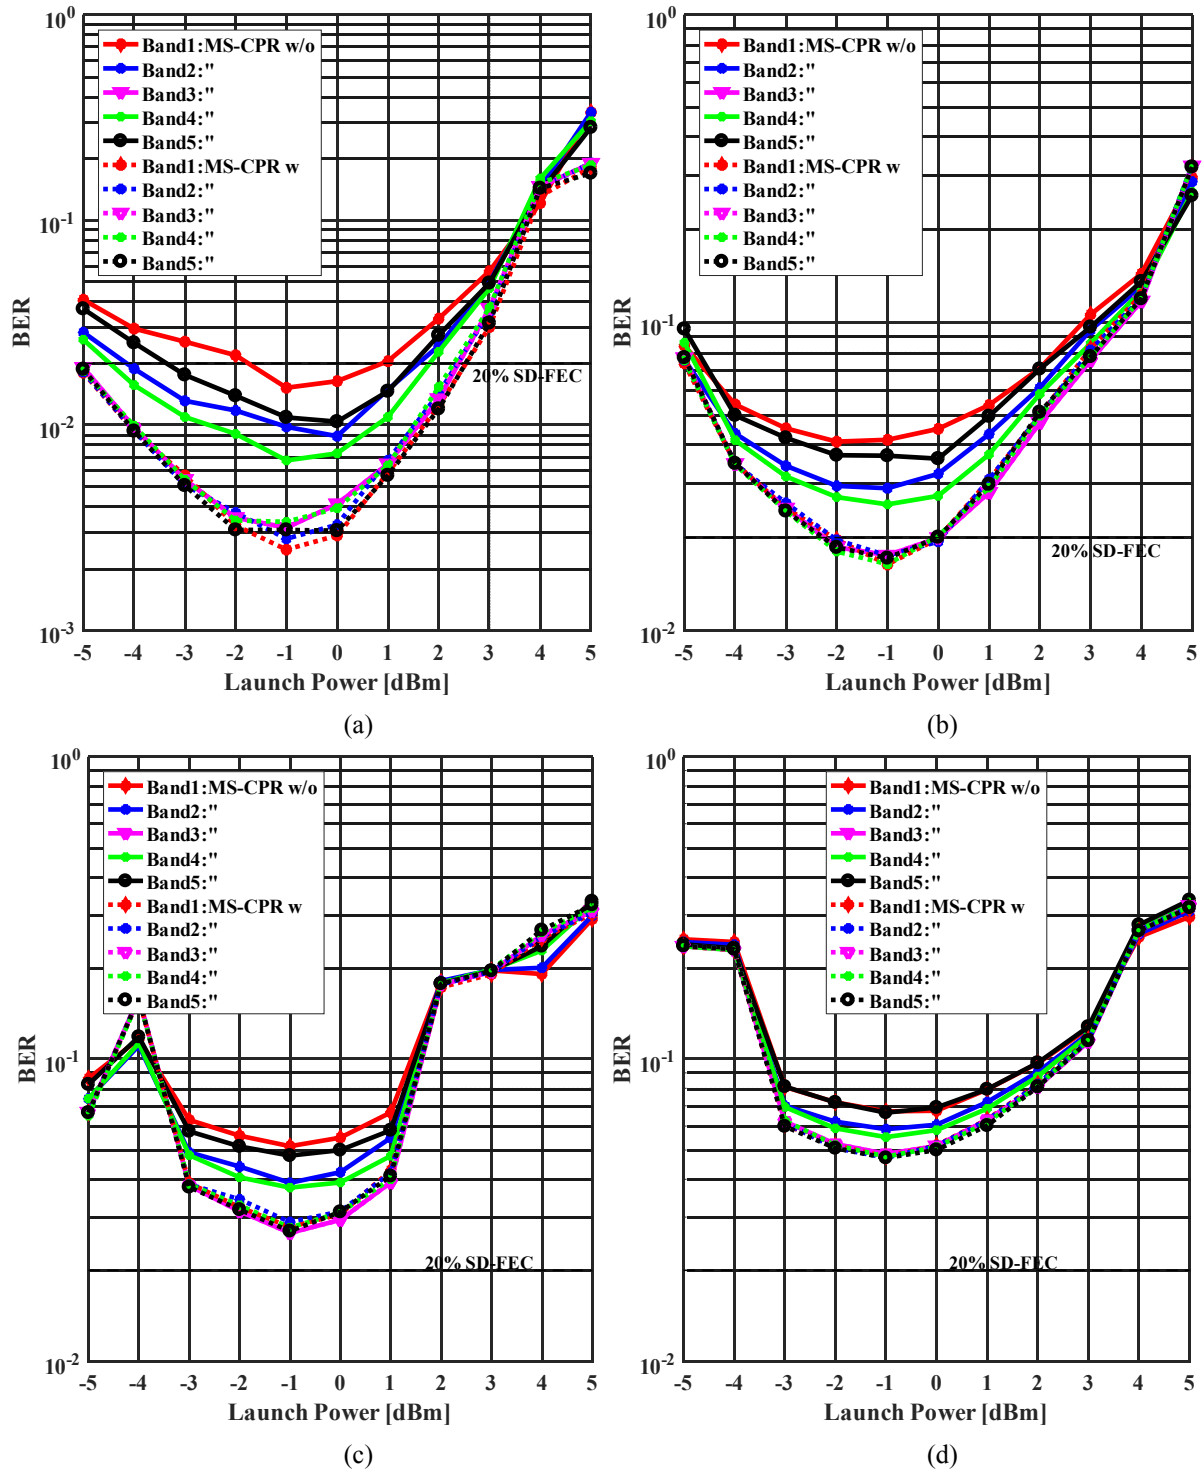 10^0
Band1:MS-CPR w/o
Band2:"
Band3:"
Band4:"
Band5:"
Band1:MS-CPR w
Band2:"
Band3:"
Band4:"
Band5:"
10^-1
BER
20% SD-FEC
10^-2
10^-3
-5 -4 -3 -2 -1 0 1 2 3 4 5
Launch Power [dBm]
(a)
10^0
Band1:MS-CPR w/o
Band2:"
Band3:"
Band4:"
Band5:"
Band1:MS-CPR w
Band2:"
Band3:"
Band4:"
Band5:"
BER
10^-1
20% SD-FEC
10^-2
-5 -4 -3 -2 -1 0 1 2 3 4 5
Launch Power [dBm]
(b)
10^0
Band1:MS-CPR w/o
Band2:"
Band3:"
Band4:"
Band5:"
Band1:MS-CPR w
Band2:"
Band3:"
Band4:"
Band5:"
BER
10^-1
20% SD-FEC
10^-2
-5 -4 -3 -2 -1 0 1 2 3 4 5
Launch Power [dBm]
(c)
10^0
Band1:MS-CPR w/o
Band2:"
Band3:"
Band4:"
Band5:"
Band1:MS-CPR w
Band2:"
Band3:"
Band4:"
Band5:"
BER
10^-1
20% SD-FEC
10^-2
-5 -4 -3 -2 -1 0 1 2 3 4 5
Launch Power [dBm]
(d)